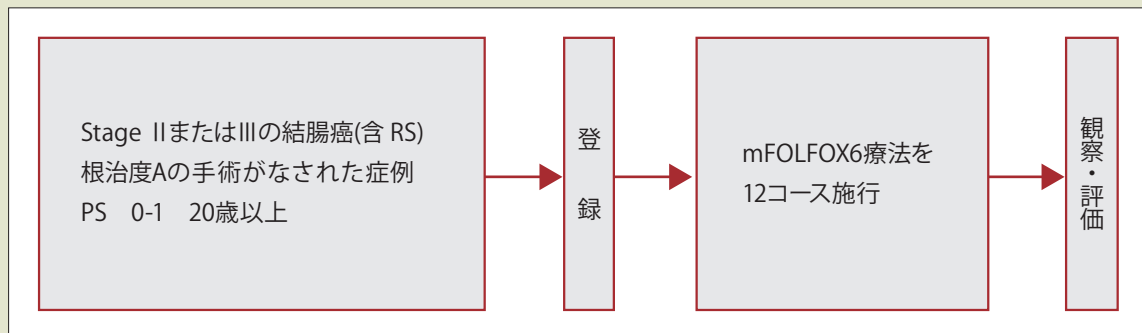 Stage IIまたはIIIの結腸癌(含 RS)
根治度Aの手術がなされた症例
PS　0-1　20歳以上
登録
mFOLFOX6療法を
12コース施行
観察・評価